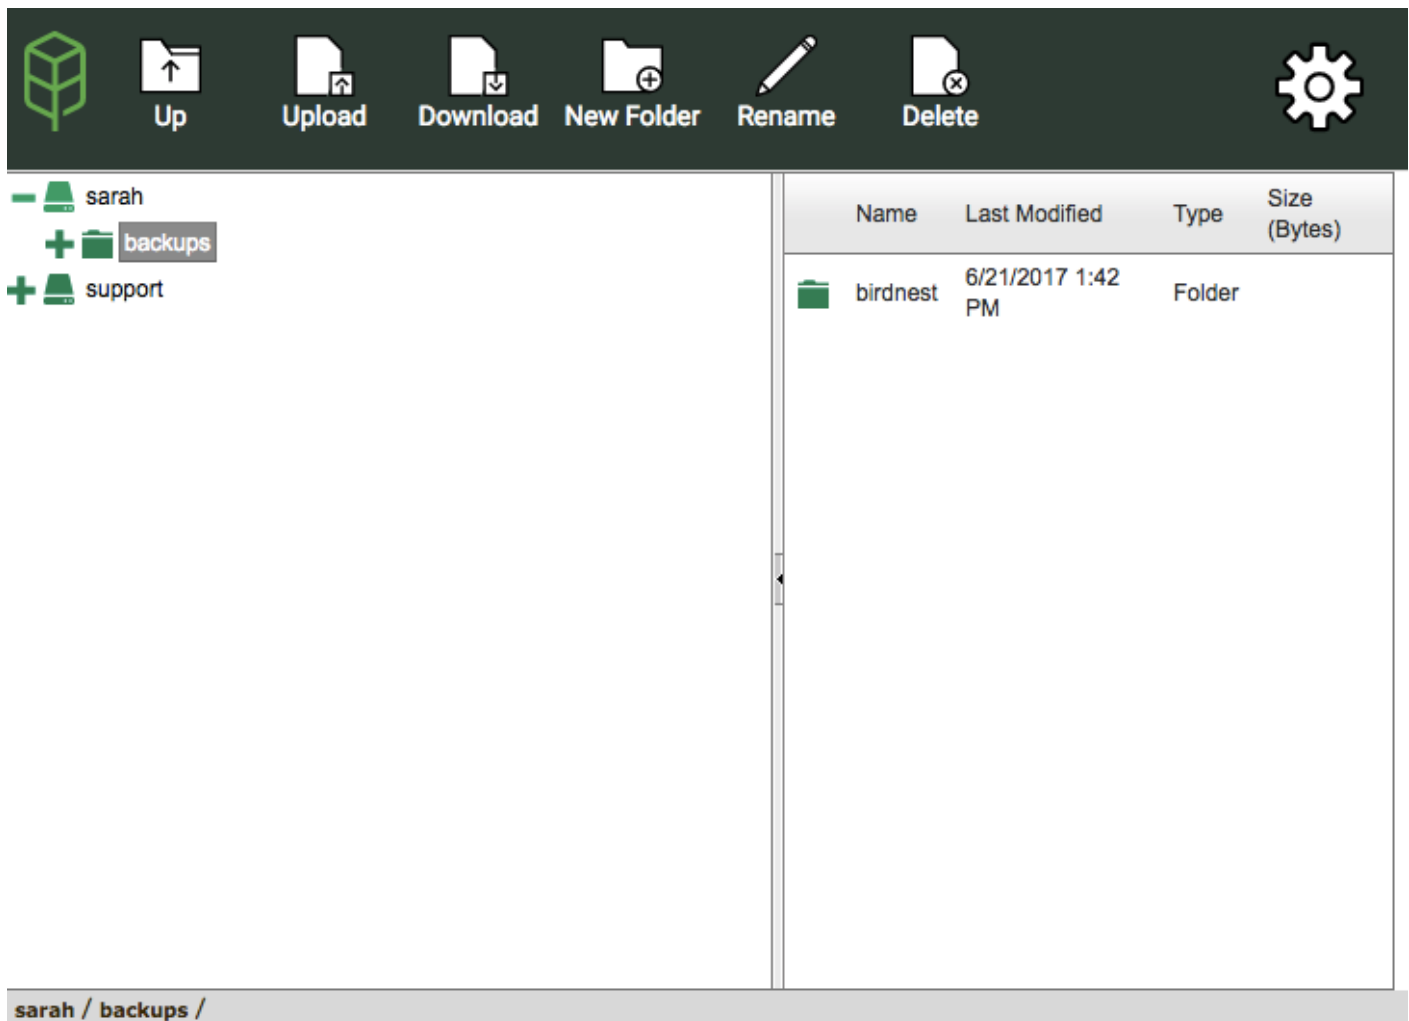 Up Upload Download New Folder Rename Delete
sarah
backups
support
Name Last Modified Type Size
(Bytes)
birdnest 6/21/2017 1:42
PM Folder
sarah / backups /